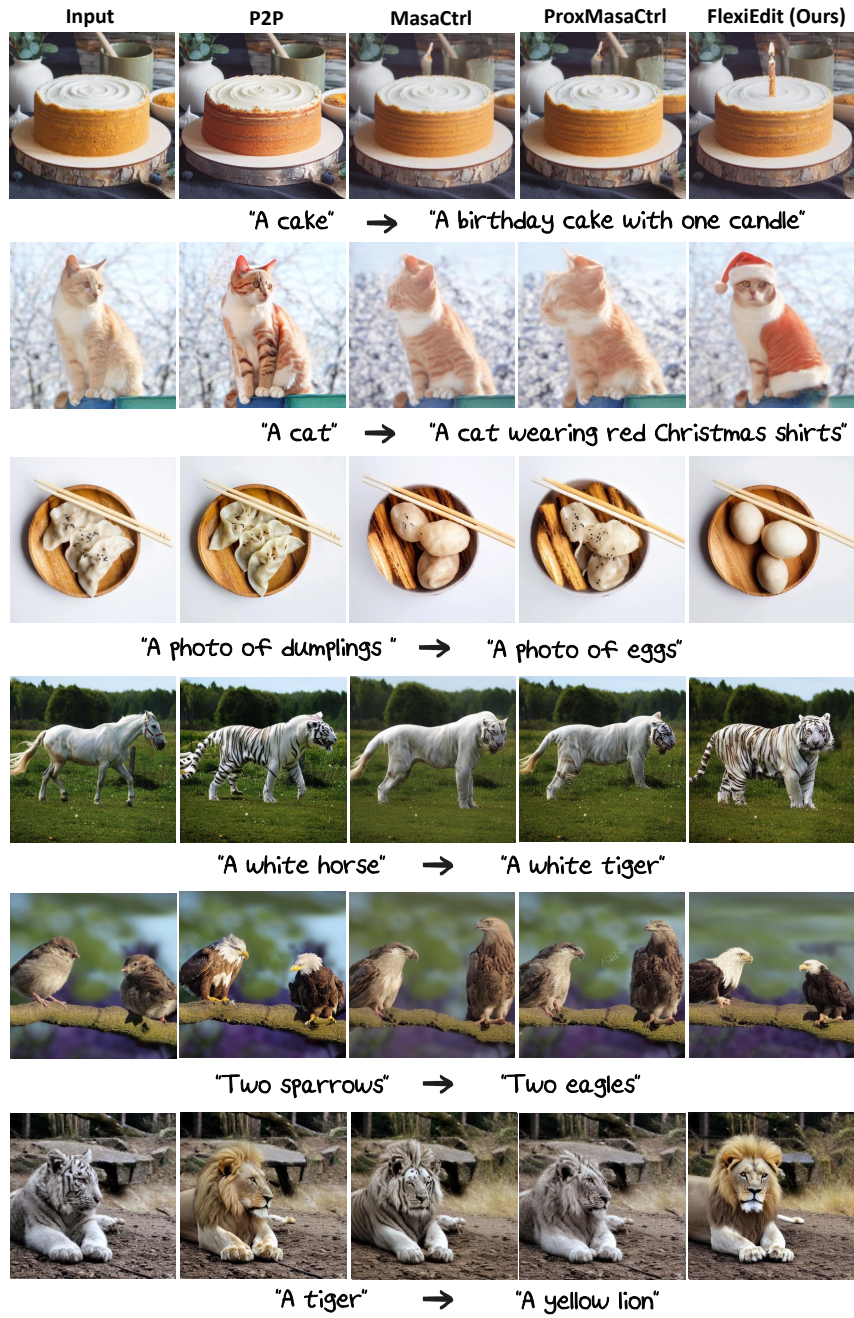 Input P2P MasaCtrl ProxMasaCtrl FlexiEdit (Ours)
"A cake" → "A birthday cake with one candle"
"A cat" → "A cat wearing red Christmas shirts"
"A photo of dumplings " → "A photo of eggs"
"A white horse" → "A white tiger"
"Two sparrows" → "Two eagles"
"A tiger" → "A yellow lion"